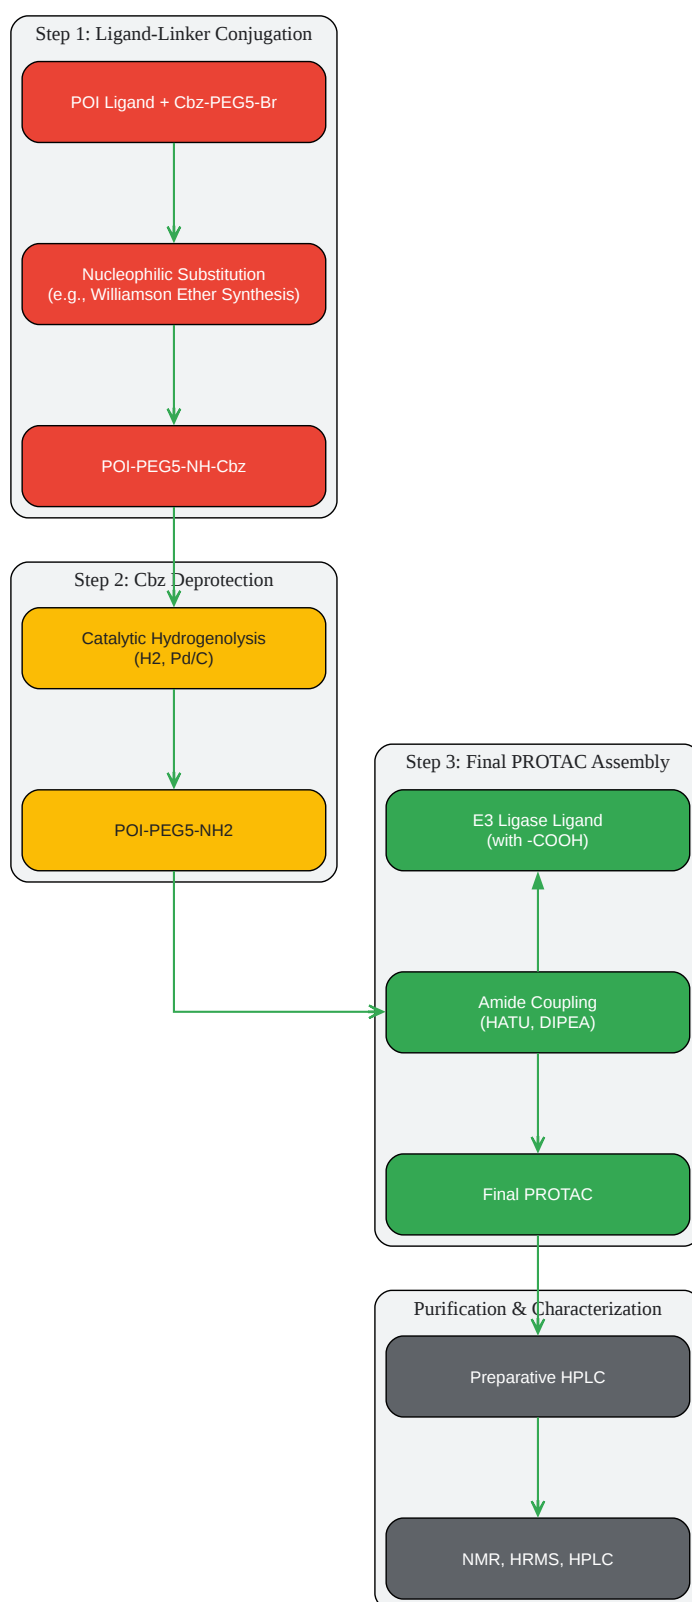 Step 1: Ligand-Linker Conjugation
POI Ligand + Cbz-PEG5-Br
Nucleophilic Substitution
(e.g., Williamson Ether Synthesis)
POI-PEG5-NH-Cbz
Step 2: Cbz Deprotection
Catalytic Hydrogenolysis
(H2, Pd/C)
POI-PEG5-NH2
Step 3: Final PROTAC Assembly
E3 Ligase Ligand
(with -COOH)
Amide Coupling
(HATU, DIPEA)
Final PROTAC
Purification & Characterization
Preparative HPLC
NMR, HRMS, HPLC